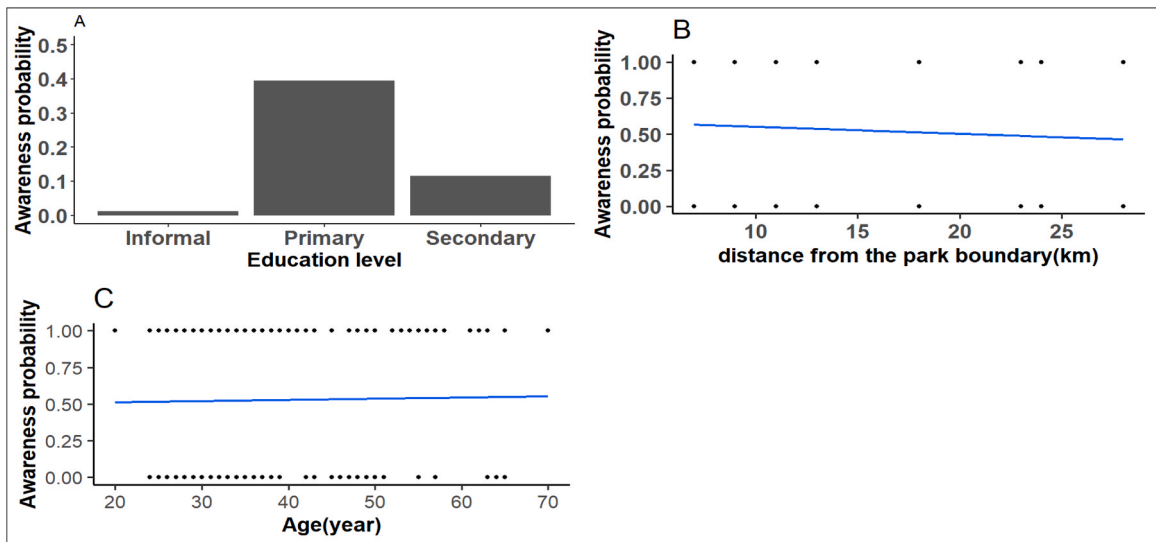 A
Awareness probability
0.5
0.4
0.3
0.2
0.1
0.0
Informal Primary Secondary
Education level
B
Awareness probability
1.00
0.75
0.50
0.25
0.00
10 15 20 25
distance from the park boundary(km)
C
Awareness probability
1.00
0.75
0.50
0.25
0.00
20 30 40 50 60 70
Age(year)